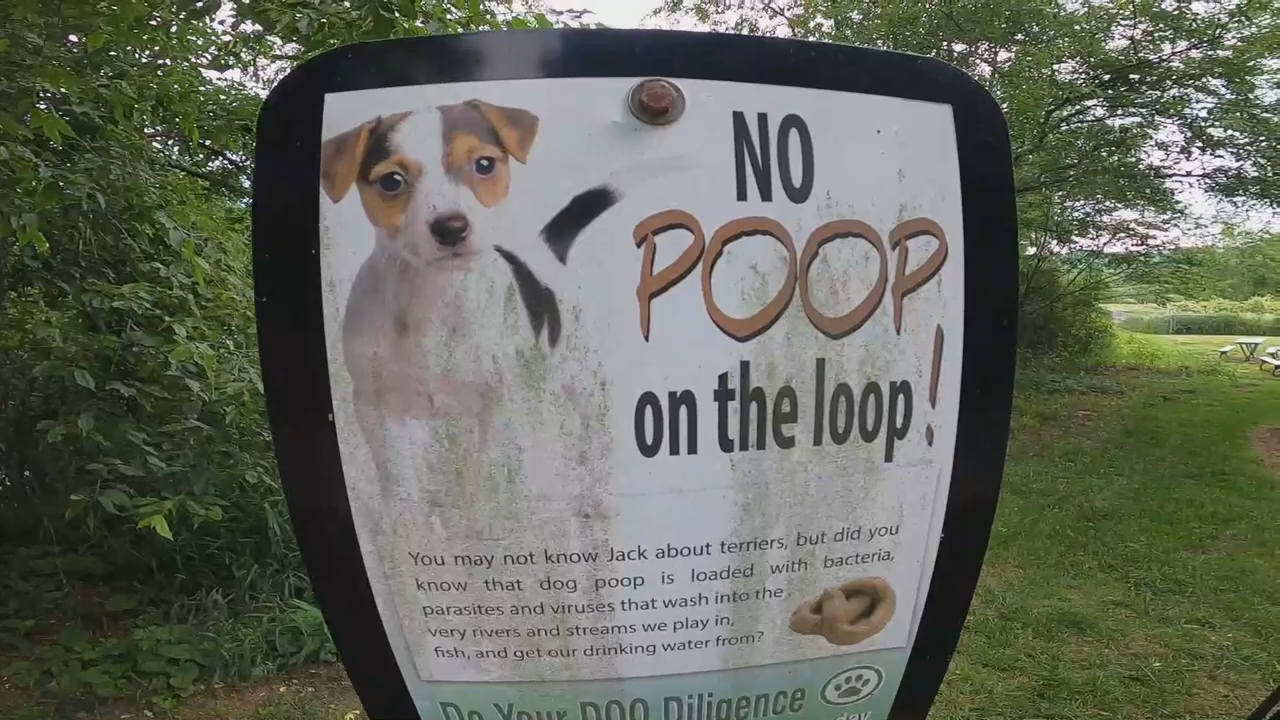 NO
POOP
on the loop!
You may not know Jack about terriers, but did you
know that dog poop is loaded with bacteria,
parasites and viruses that wash into the
very rivers and streams we play in,
fish, and get our drinking water from?
Do Your DOO Diligence